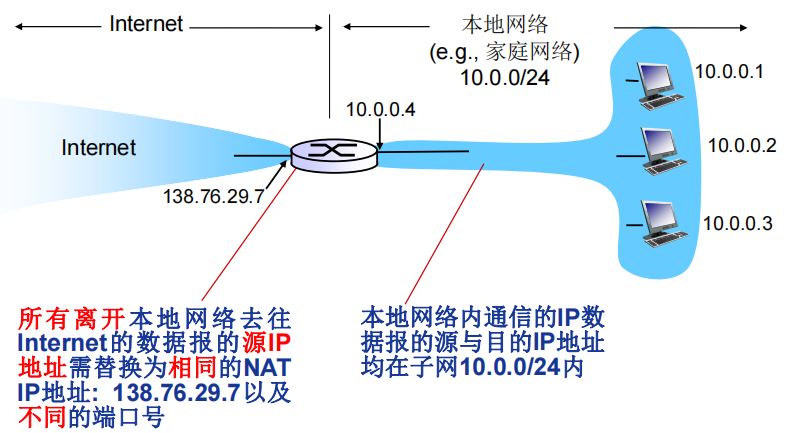 Internet
本地网络
(e.g., 家庭网络)
10.0.0/24
10.0.0.1
10.0.0.4
Internet
10.0.0.2
138.76.29.7
10.0.0.3
所有离开本地网络去往
Internet的数据报的源IP
地址需替换为相同的NAT
IP地址: 138.76.29.7以及
不同的端口号
本地网络内通信的IP数
据报的源与目的IP地址
均在子网10.0.0/24内